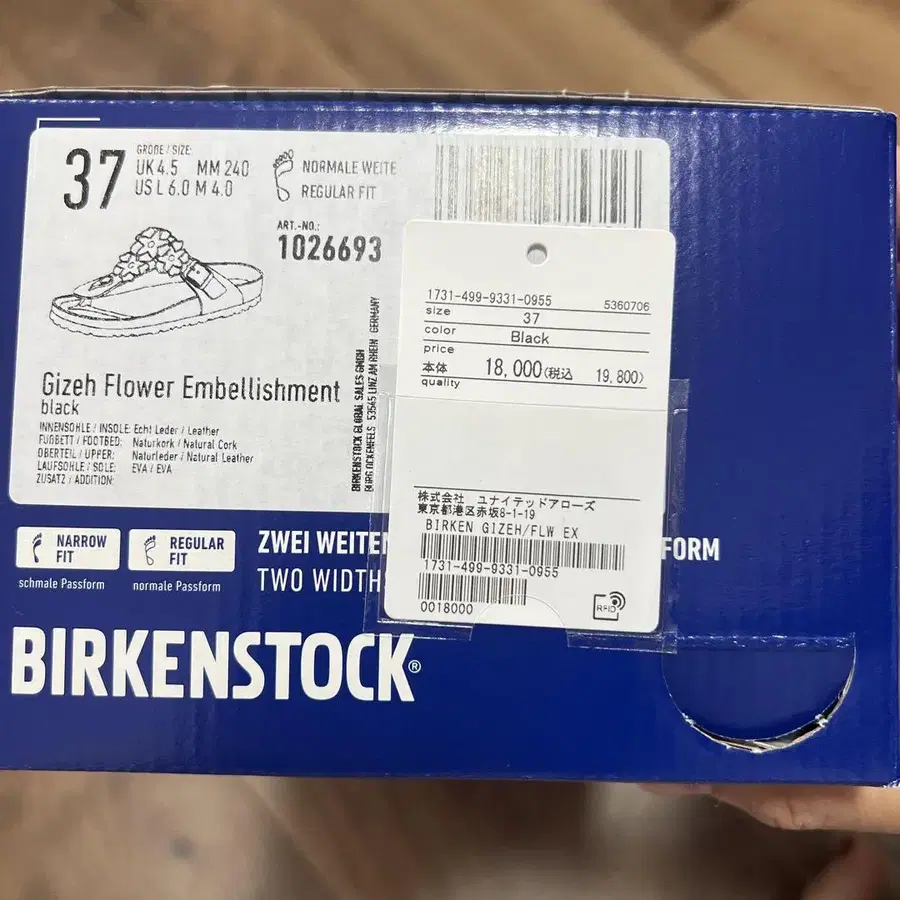 37
GRÖßE / SIZE:
UK 4.5 MM 240
US L 6.0 M 4.0
NORMALE WEITE
REGULAR FIT
ART.-NO.:
1026693
Gizeh Flower Embellishment
black
INNENSOHLE / INSOLE: Echt Leder / Leather
FUßBETT / FOOTBED: Naturkork / Natural Cork
OBERTEIL / UPPER: Naturleder / Natural Leather
LAUFSOHLE / SOLE: EVA / EVA
ZUSATZ / ADDITION:
BIRKENSTOCK GLOBAL SALES GMBH
BURG OCKENFELS 53545 LINZ AM RHEIN GERMANY
1731-499-9331-0955 5360706
size 37
color Black
price
本体 18,000(税込 19,800)
quality
株式会社 ユナイテッドアローズ
東京都港区赤坂8-1-19
BIRKEN GIZEH/FLW EX
1731-499-9331-0955
0018000
RFID
NARROW FIT
schmale Passform
REGULAR FIT
normale Passform
ZWEI WEITEN
TWO WIDTHS
FORM
BIRKENSTOCK®